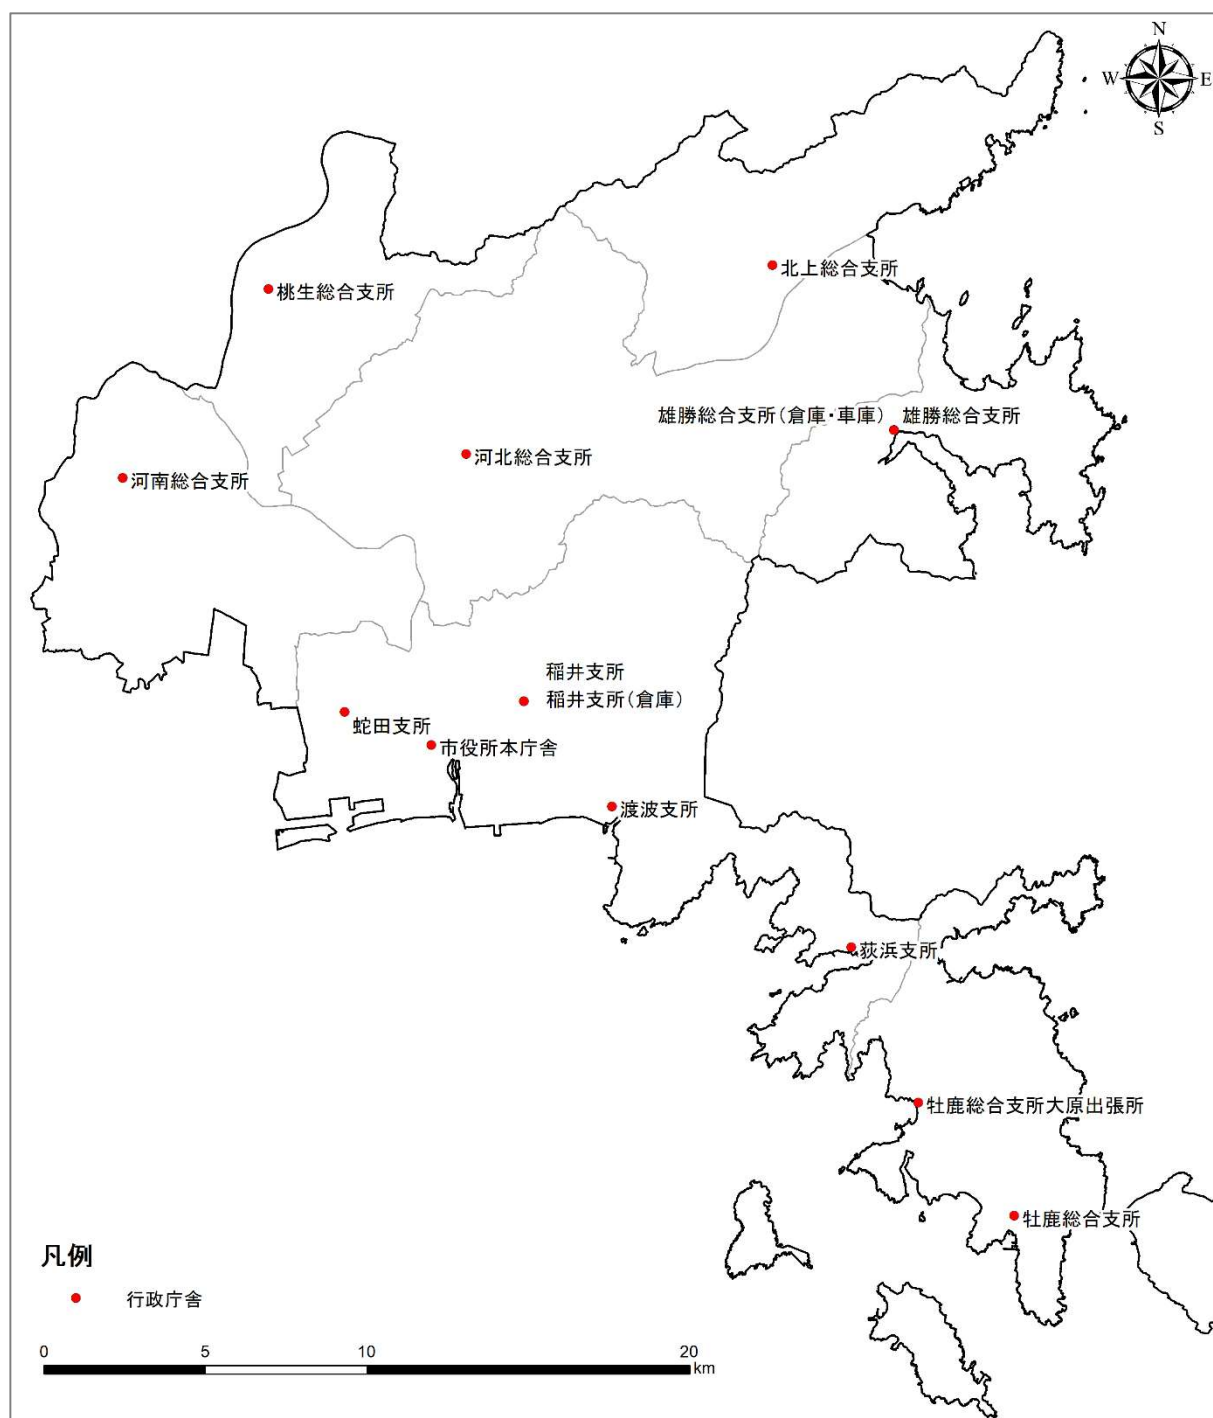 N
W
E
S
北上総合支所
桃生総合支所
雄勝総合支所(倉庫・車庫)
雄勝総合支所
河北総合支所
河南総合支所
稲井支所
稲井支所(倉庫)
蛇田支所
市役所本庁舎
渡波支所
荻浜支所
牡鹿総合支所大原出張所
牡鹿総合支所
凡例
行政庁舎
0 5 10 20
km